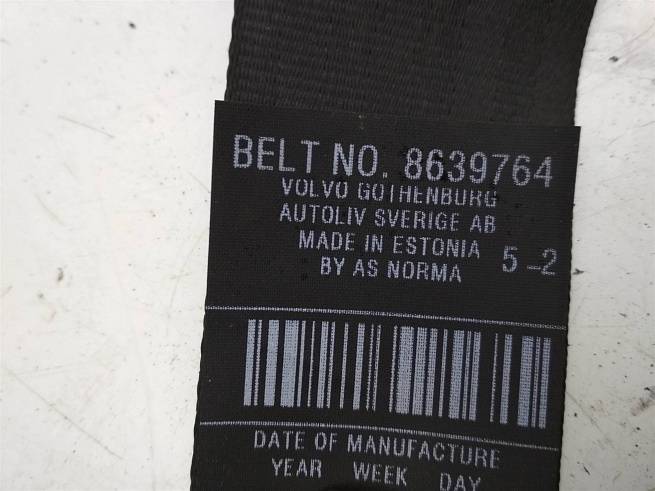 BELT NO. 8639764
VOLVO GOTHENBURG
AUTOLIV SVERIGE AB
MADE IN ESTONIA 5-2
BY AS NORMA
DATE OF MANUFACTURE
YEAR WEEK DAY